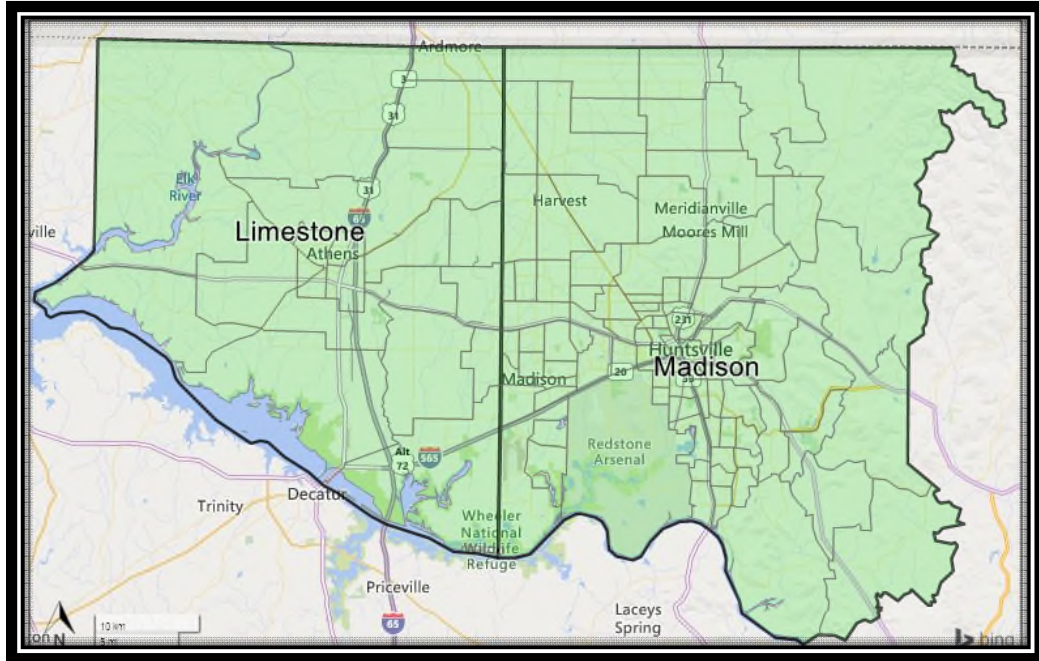 Ardmore
3
31
Elk
River
31
65
Harvest
Meridianville
Moores Mill
ville
Limestone
Athens
231
Huntsville
Madison
20
Madison
Redstone
Arsenal
Alt
72
565
Decatur
Trinity
Wheeler
National
Wildlife
Refuge
Priceville
Laceys
Spring
65
10 km
N
bing